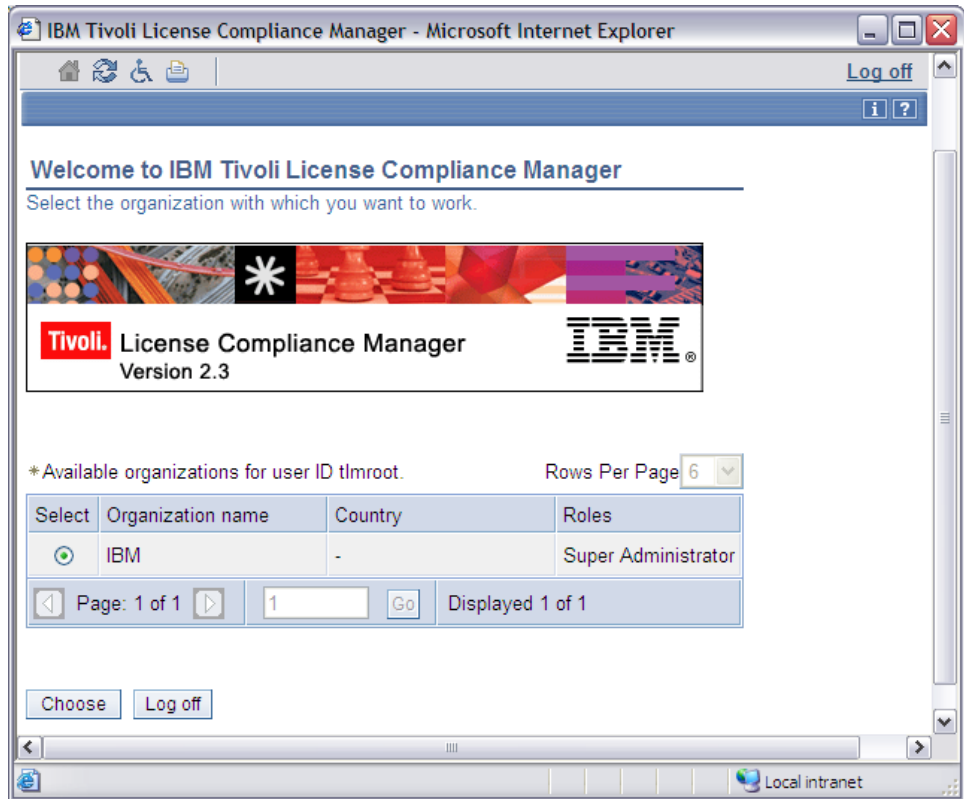 IBM Tivoli License Compliance Manager - Microsoft Internet Explorer
Log off
i ?
Welcome to IBM Tivoli License Compliance Manager
Select the organization with which you want to work.
Tivoli. License Compliance Manager IBM®
Version 2.3
*Available organizations for user ID tlmroot. Rows Per Page 6
Select Organization name Country Roles
IBM - Super Administrator
Page: 1 of 1 1 Go Displayed 1 of 1
Choose Log off
Local intranet